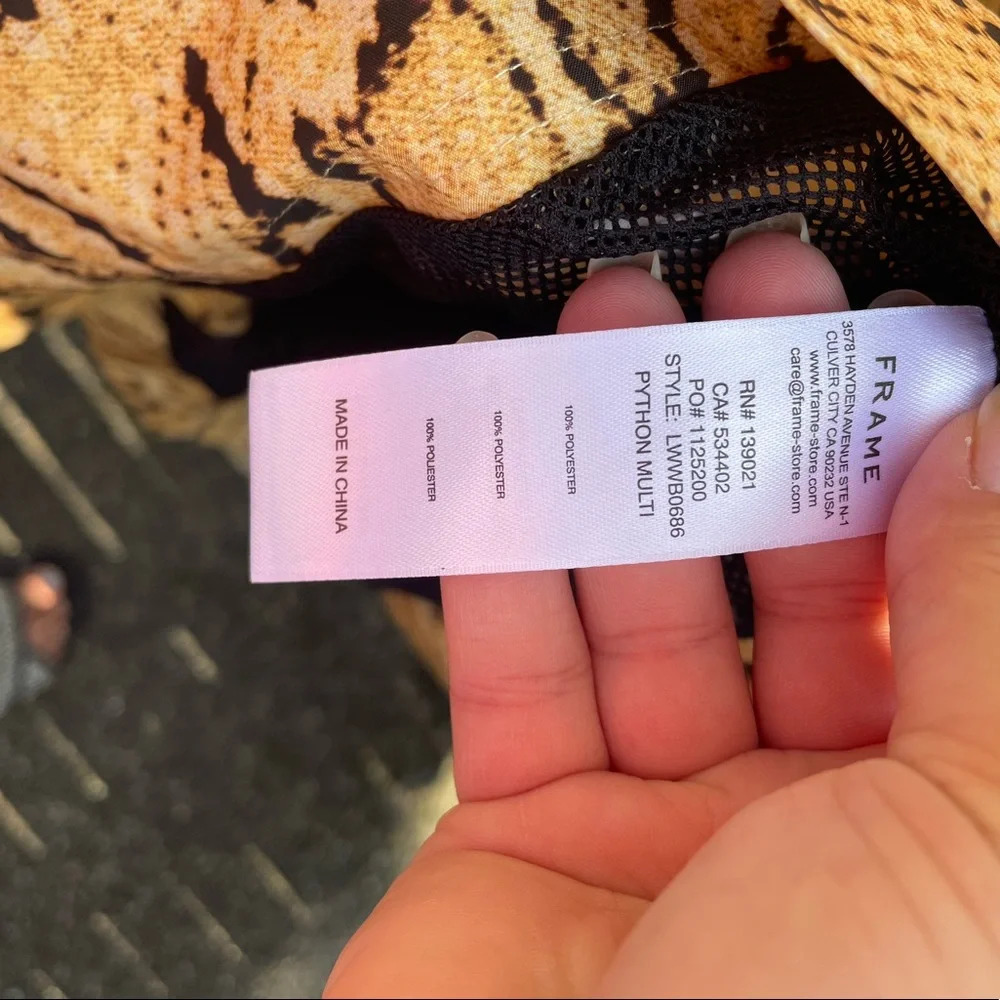 FRAME
3578 HAYDEN AVENUE STE N-1
CULVER CITY CA 90232 USA
www.frame-store.com
care@frame-store.com
RN# 139021
CA# 534402
PO# 1125200
STYLE: LWWB0686
PYTHON MULTI
100% POLYESTER
100% POLYESTER
100% POLIESTER
MADE IN CHINA